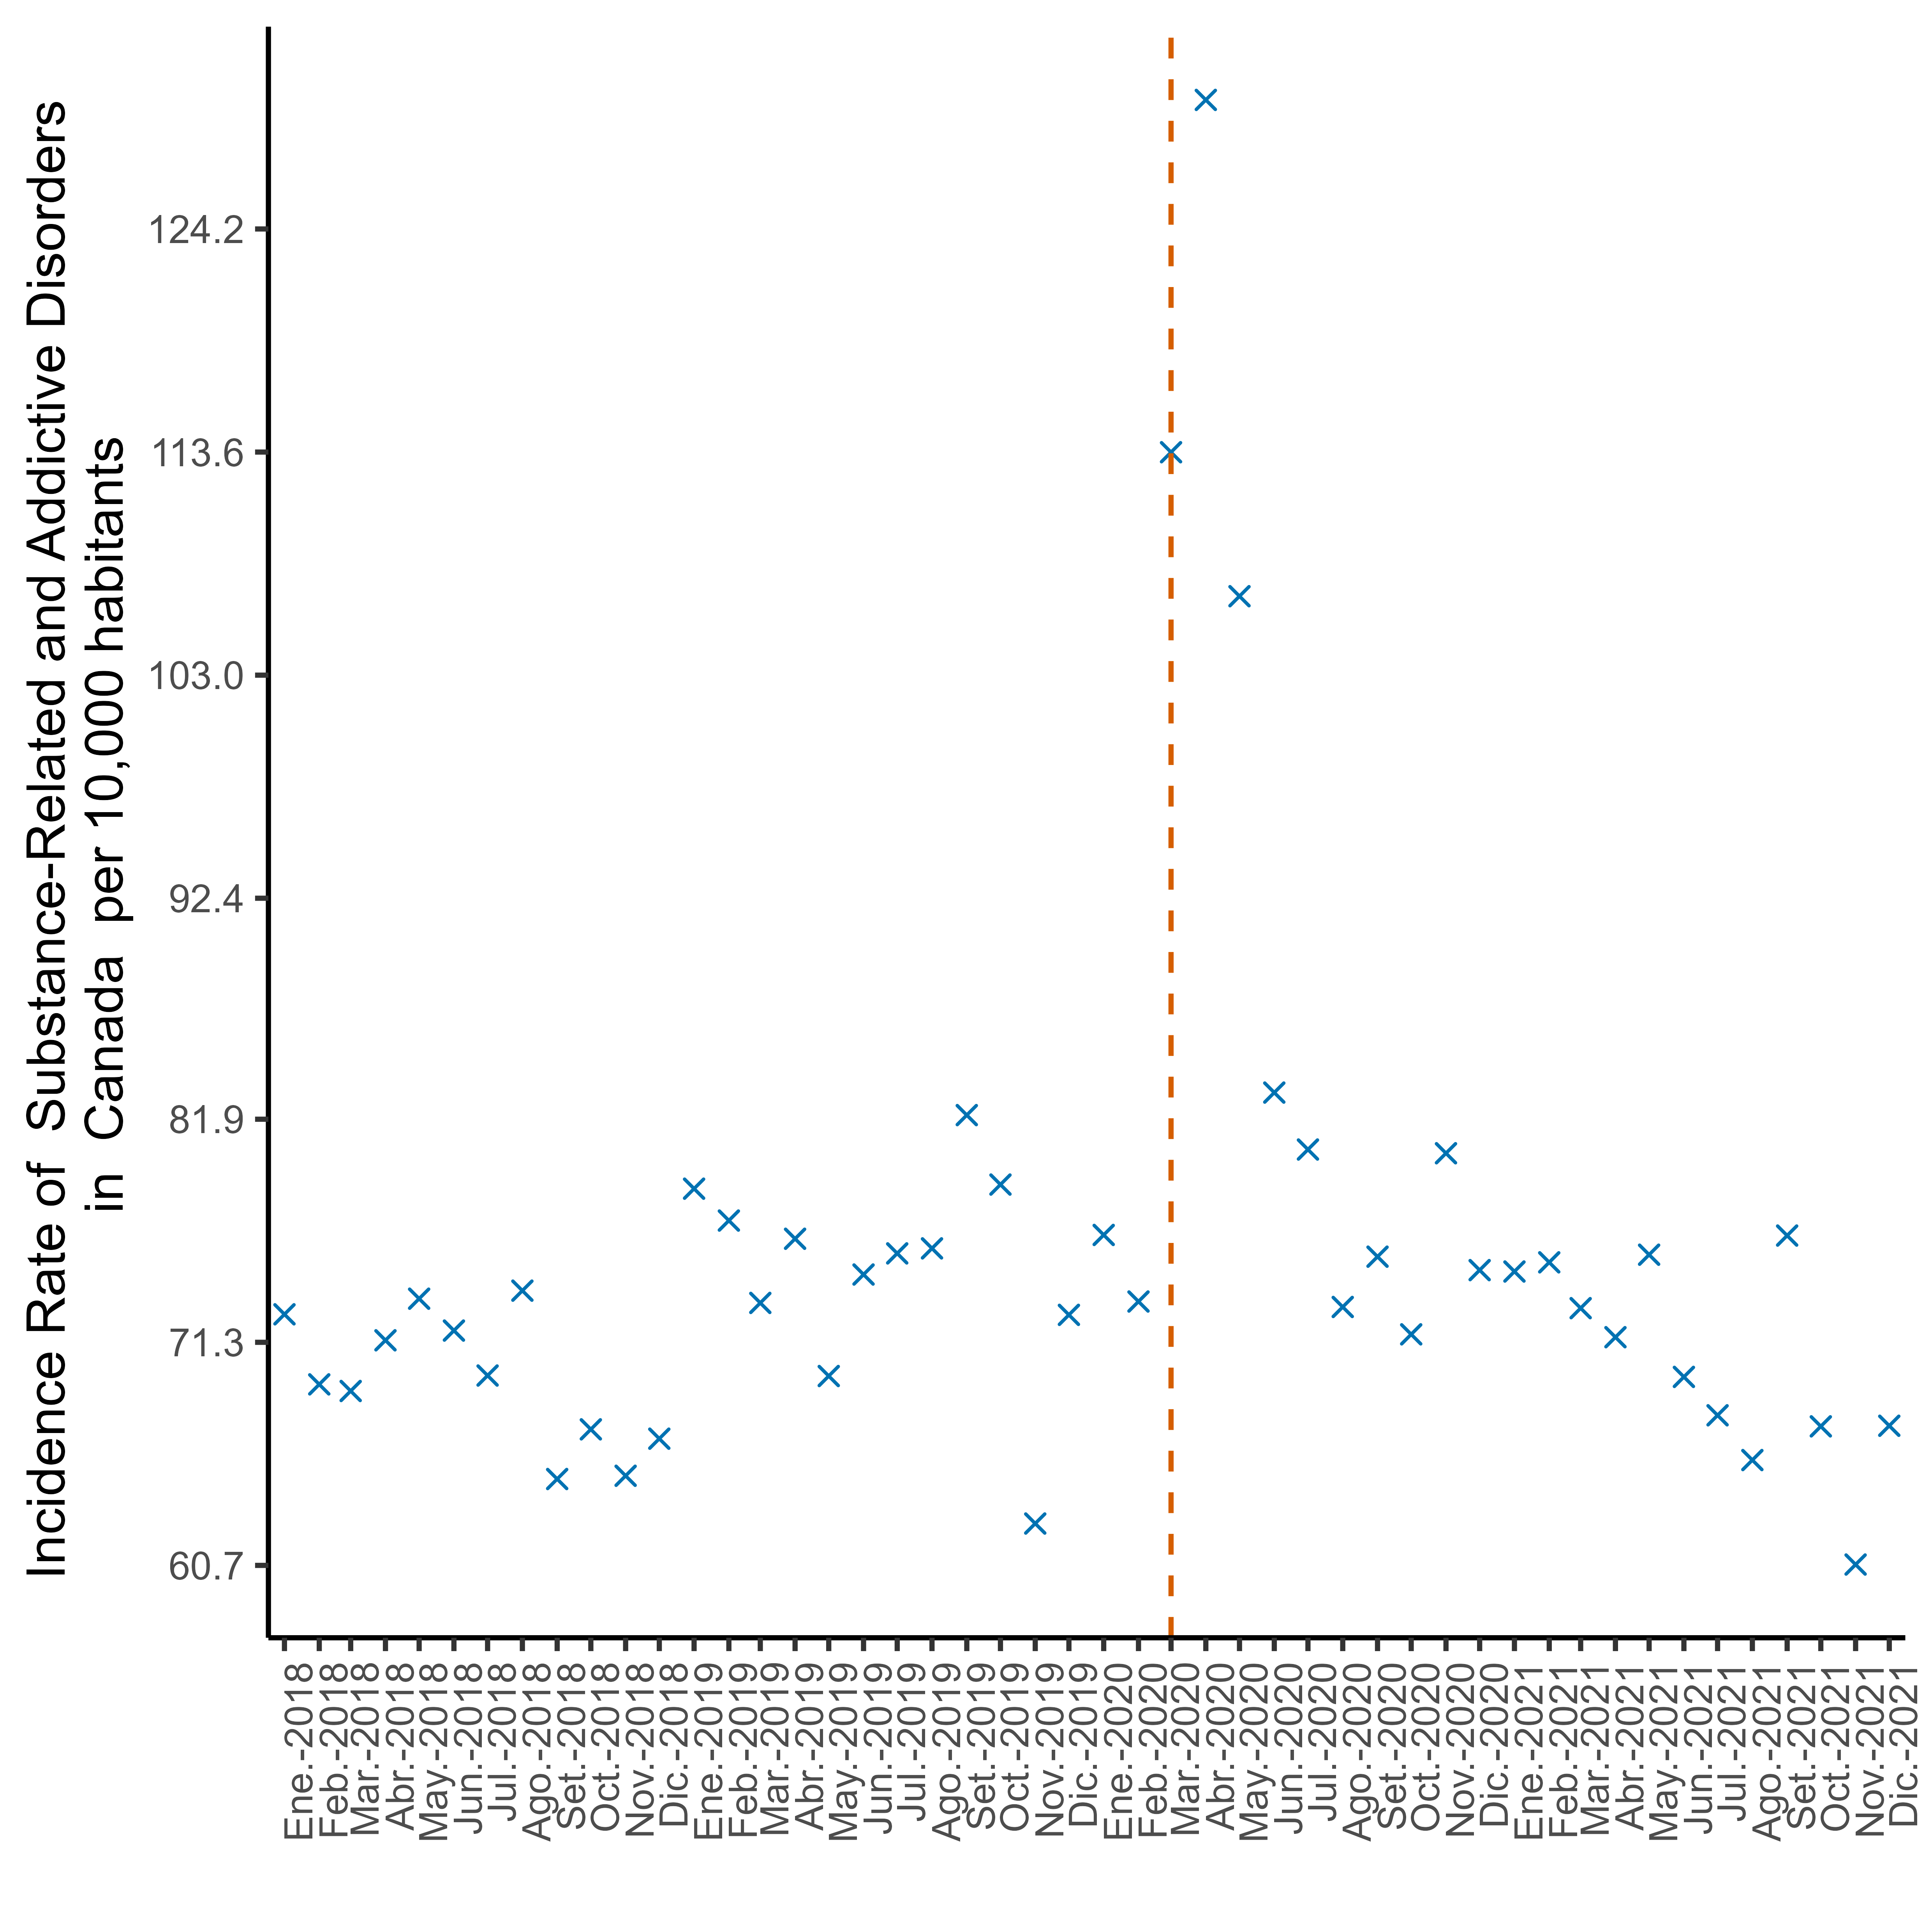 Incidence Rate of Substance-Related and Addictive Disorders
in Canada per 10,000 habitants
124.2
113.6
103.0
92.4
81.9
71.3
60.7
Ene.-2018
Feb.-2018
Mar.-2018
Abr.-2018
May.-2018
Jun.-2018
Jul.-2018
Ago.-2018
Set.-2018
Oct.-2018
Nov.-2018
Dic.-2018
Ene.-2019
Feb.-2019
Mar.-2019
Abr.-2019
May.-2019
Jun.-2019
Jul.-2019
Ago.-2019
Set.-2019
Oct.-2019
Nov.-2019
Dic.-2019
Ene.-2020
Feb.-2020
Mar.-2020
Abr.-2020
May.-2020
Jun.-2020
Jul.-2020
Ago.-2020
Set.-2020
Oct.-2020
Nov.-2020
Dic.-2020
Ene.-2021
Feb.-2021
Mar.-2021
Abr.-2021
May.-2021
Jun.-2021
Jul.-2021
Ago.-2021
Set.-2021
Oct.-2021
Nov.-2021
Dic.-2021